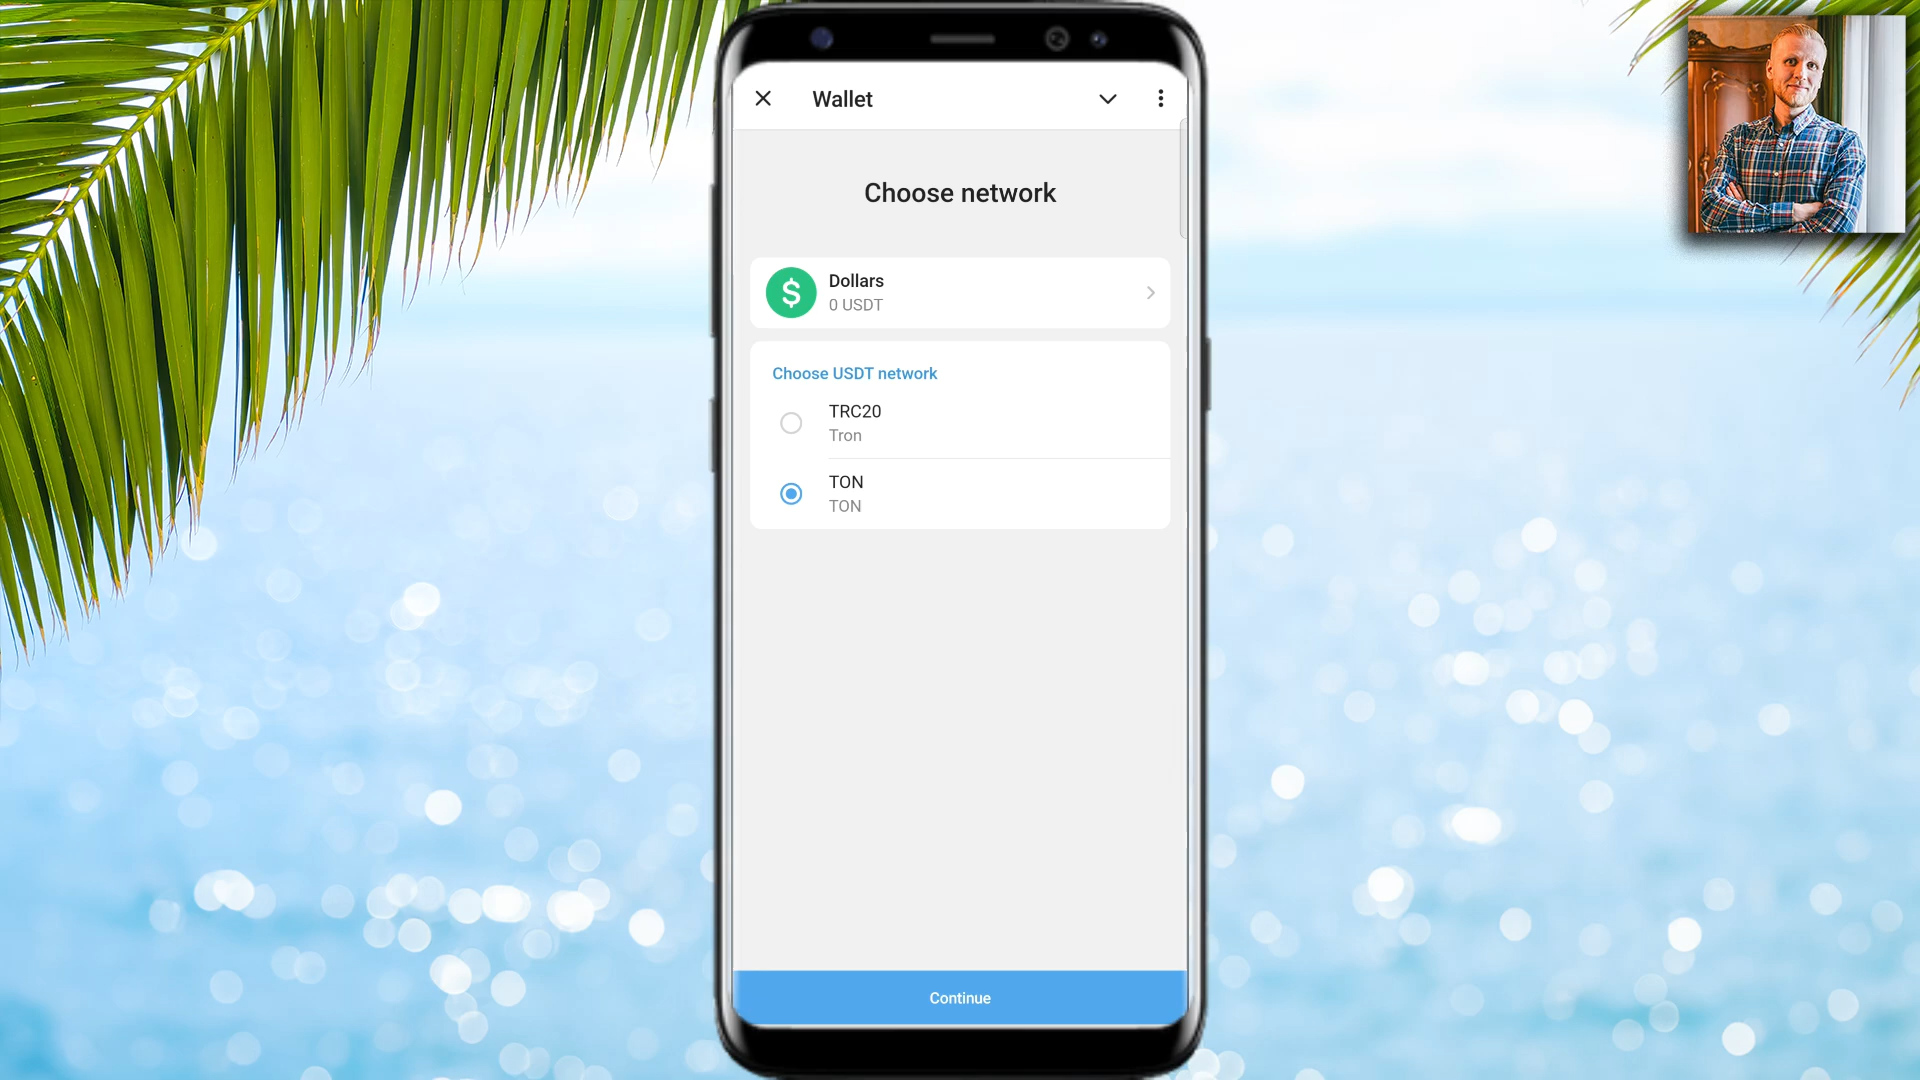 Wallet
Choose network
Dollars
0 USDT
Choose USDT network
TRC20
Tron
TON
TON
Continue